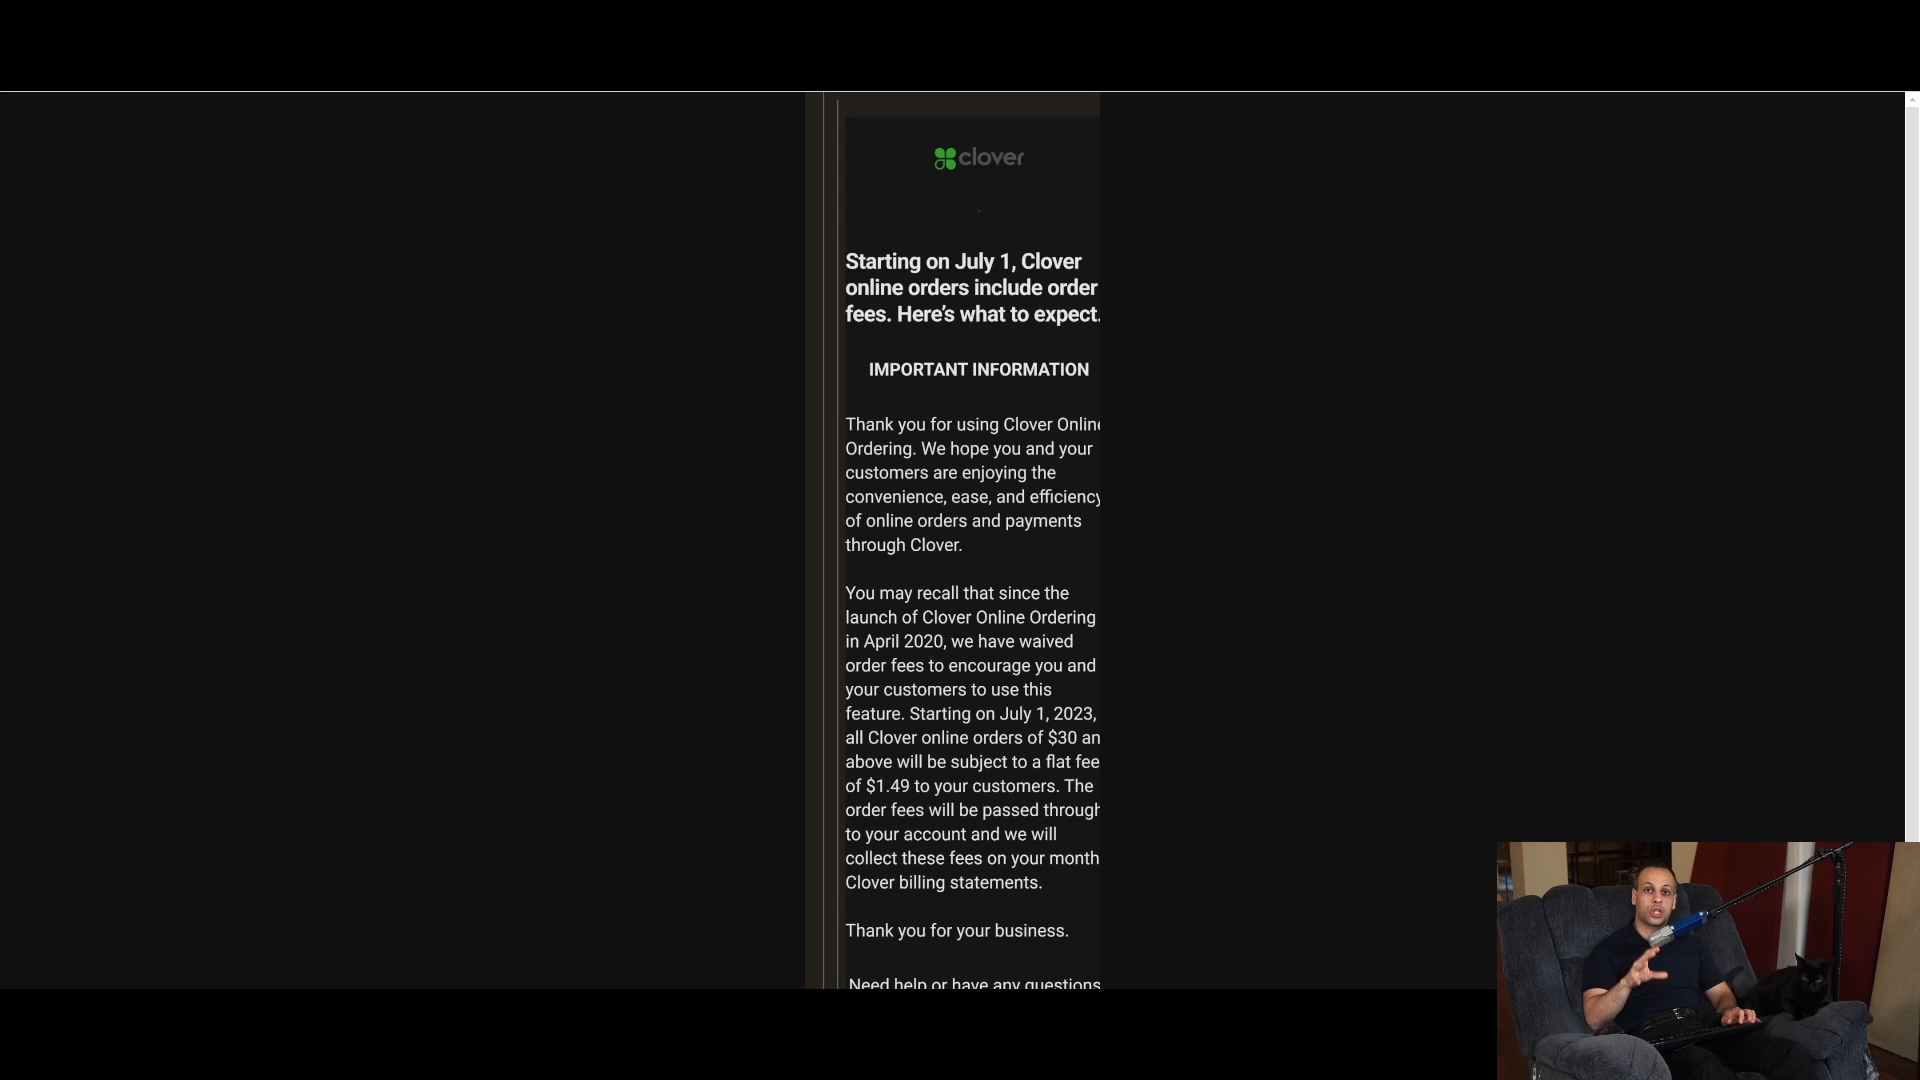 clover
Starting on July 1, Clover
online orders include order
fees. Here's what to expect.
IMPORTANT INFORMATION
Thank you for using Clover Online
Ordering. We hope you and your
customers are enjoying the
convenience, ease, and efficiency
of online orders and payments
through Clover.
You may recall that since the
launch of Clover Online Ordering
in April 2020, we have waived
order fees to encourage you and
your customers to use this
feature. Starting on July 1, 2023,
all Clover online orders of $30 an
above will be subject to a flat fee
of $1.49 to your customers. The
order fees will be passed through
to your account and we will
collect these fees on your month
Clover billing statements.
Thank you for your business.
Need help or have any questions